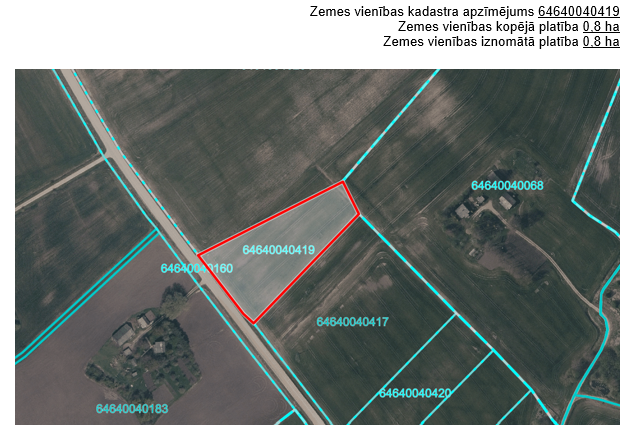 Zemes vienības kadastra apzīmējums 64640040419
Zemes vienības kopējā platība 0,8 ha
Zemes vienības iznomātā platība 0,8 ha
64640040068
64640040419
64640040160
64640040417
64640040420
64640040183